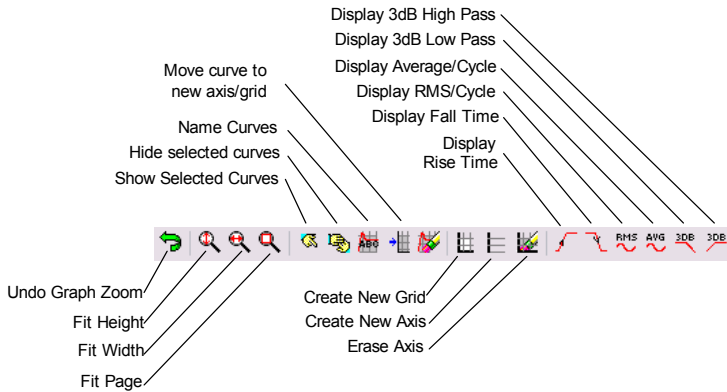 Display 3dB High Pass
Display 3dB Low Pass
Display Average/Cycle
Display RMS/Cycle
Display Fall Time
Display
Rise Time
Move curve to
new axis/grid
Name Curves
Hide selected curves
Show Selected Curves
ABC
RMS
AVG
3DB
3DB
Undo Graph Zoom
Fit Height
Fit Width
Fit Page
Create New Grid
Create New Axis
Erase Axis